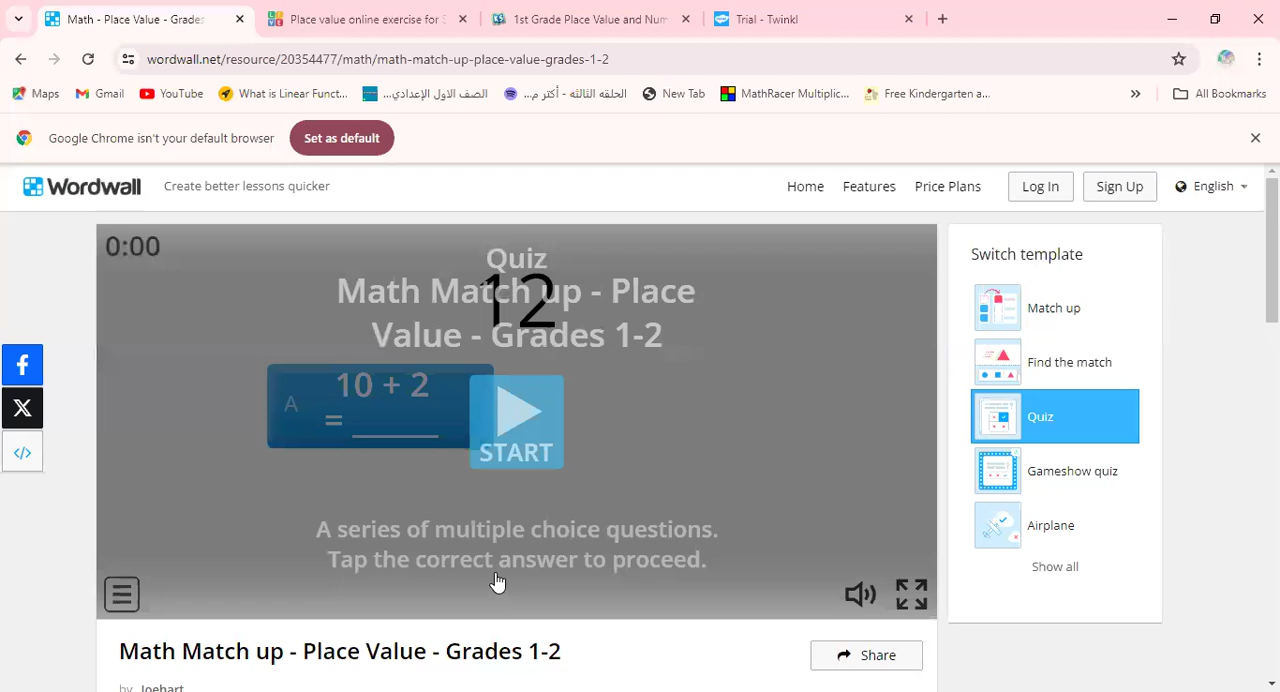 Math - Place Value - Grades
Place value online exercise for S
1st Grade Place Value and Num
Trial - Twinkl
wordwall.net/resource/20354477/math/math-match-up-place-value-grades-1-2
Maps
Gmail
YouTube
What is Linear Funct...
الصف الاول الإعدادي...
الحلقه الثالثه - أكثر م...
New Tab
MathRacer Multiplic...
Free Kindergarten a...
All Bookmarks
Google Chrome isn't your default browser
Set as default
Wordwall
Create better lessons quicker
Home
Features
Price Plans
Log In
Sign Up
English
0:00
Quiz
12
Math Match up - Place
Value - Grades 1-2
A
10 + 2
= ______
START
A series of multiple choice questions.
Tap the correct answer to proceed.
Switch template
Match up
Find the match
Quiz
Gameshow quiz
Airplane
Show all
Math Match up - Place Value - Grades 1-2
Share
by Joehart